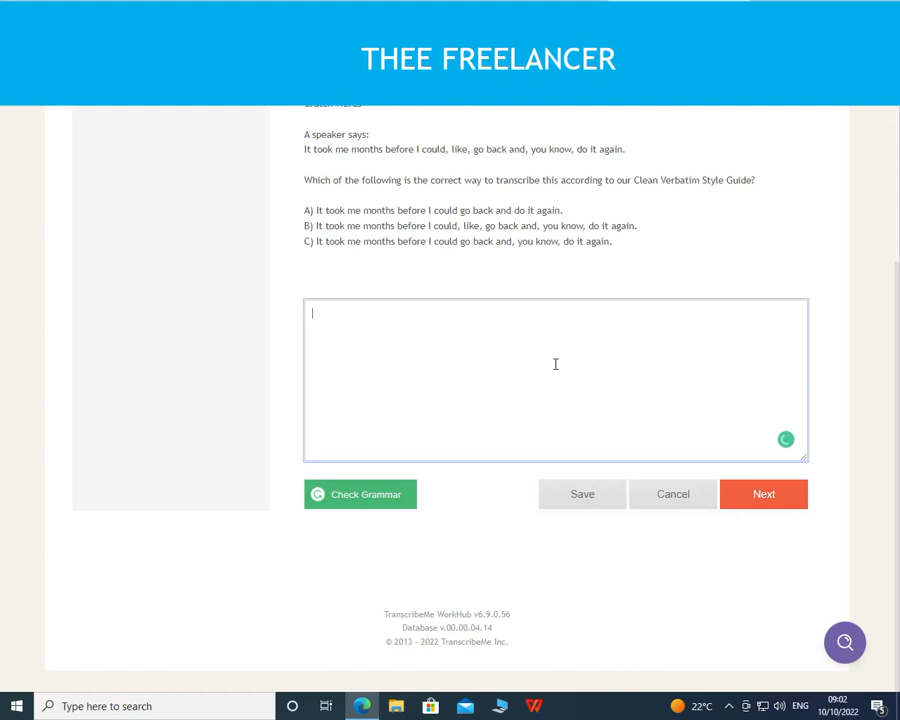 THEE FREELANCER
A speaker says:
It took me months before I could, like, go back and, you know, do it again.
Which of the following is the correct way to transcribe this according to our Clean Verbatim Style Guide?
A) It took me months before I could go back and do it again.
B) It took me months before I could, like, go back and, you know, do it again.
C) It took me months before I could go back and, you know, do it again.
Check Grammar
Save
Cancel
Next
TranscribeMe WorkHub v6.9.0.56
Database v.00.00.04.14
© 2013 - 2022 TranscribeMe Inc.
Type here to search
22°C
ENG
09:02
10/10/2022
5